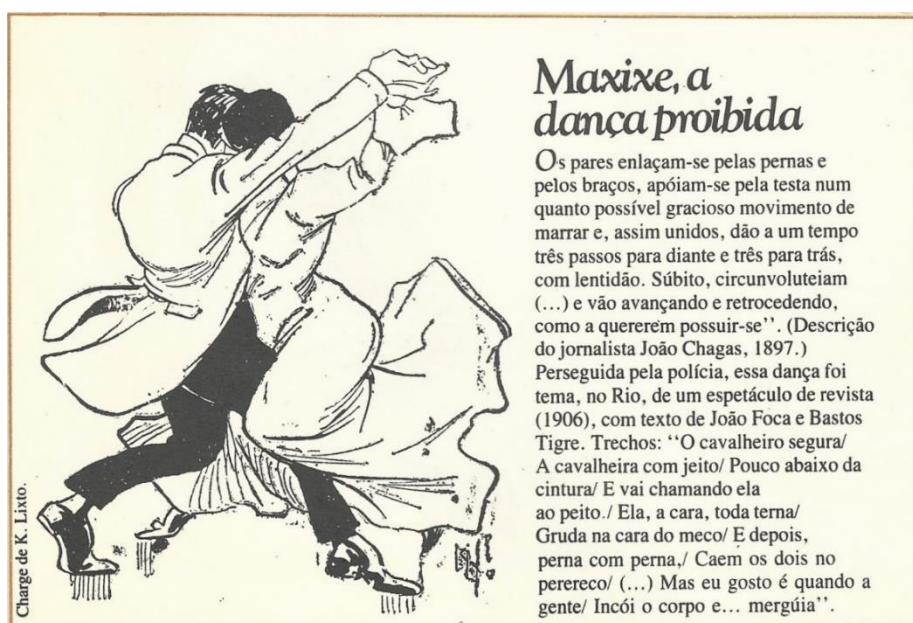 Maxixe, a
dança proibida
Os pares enlaçam-se pelas pernas e
pelos braços, apóiam-se pela testa num
quanto possível gracioso movimento de
marrar e, assim unidos, dão a um tempo
três passos para diante e três para trás,
com lentidão. Súbito, circunvoluteiam
(...) e vão avançando e retrocedendo,
como a quererem possuir-se''. (Descrição
do jornalista João Chagas, 1897.)
Perseguida pela polícia, essa dança foi
tema, no Rio, de um espetáculo de revista
(1906), com texto de João Foca e Bastos
Tigre. Trechos: ''O cavalheiro segura/
A cavalheira com jeito/ Pouco abaixo da
cintura/ E vai chamando ela
ao peito./ Ela, a cara, toda terna/
Gruda na cara do meco/ E depois,
perna com perna,/ Caem os dois no
perereco/ (...) Mas eu gosto é quando a
gente/ Incói o corpo e... mergúia''.
Charge de K. Lixto.